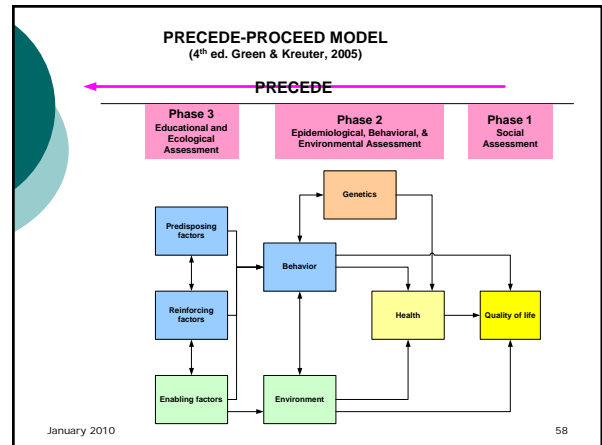 PRECEDE-PROCEED MODEL
(4th ed. Green & Kreuter, 2005)
PRECEDE
Phase 3
Educational and
Ecological
Assessment
Phase 2
Epidemiological, Behavioral, &
Environmental Assessment
Phase 1
Social
Assessment
Genetics
Predisposing
factors
Behavior
Reinforcing
factors
Health
Quality of life
Enabling factors
Environment
January 2010
58